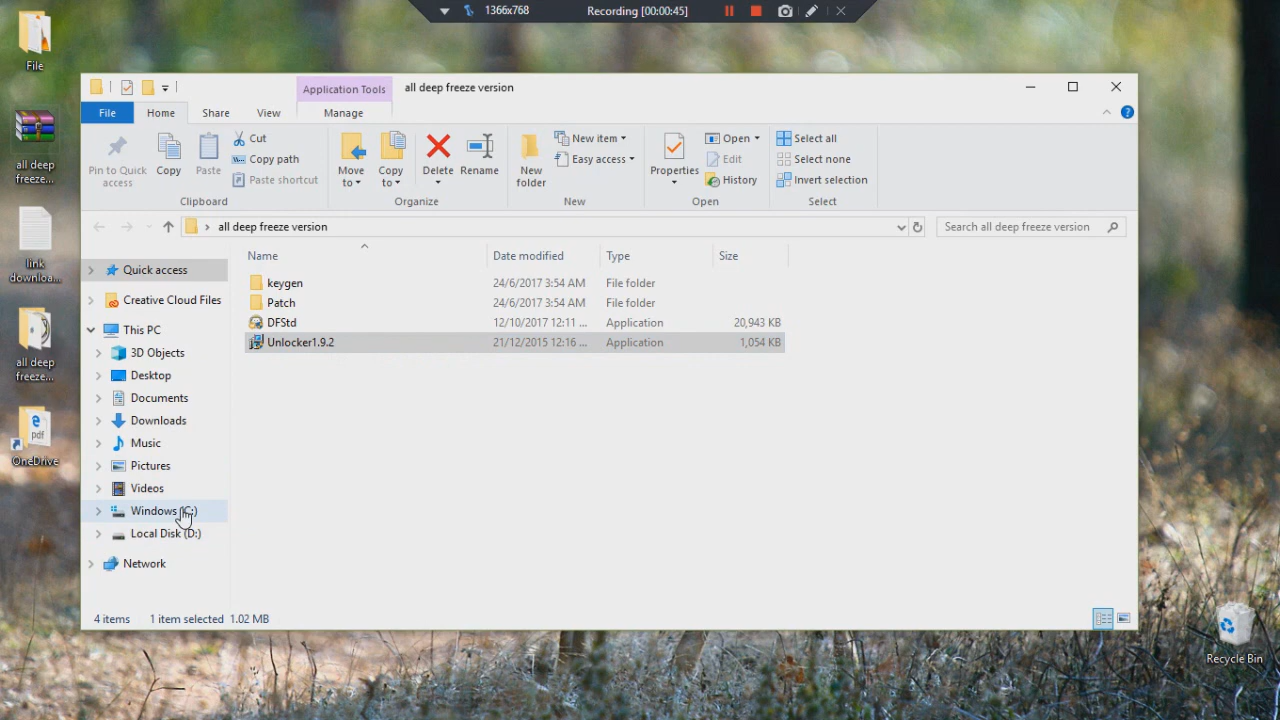 1366x768
Recording [00:00:45]
File
all deep
freeze...
link
downloa...
all deep
freeze...
OneDrive
Recycle Bin
Application Tools
all deep freeze version
File
Home
Share
View
Manage
Pin to Quick
access
Copy
Paste
Cut
Copy path
Paste shortcut
Clipboard
Move
to
Copy
to
Delete
Rename
Organize
New
folder
New item
Easy access
New
Properties
Open
Edit
History
Open
Select all
Select none
Invert selection
Select
all deep freeze version
Search all deep freeze version
Name
Date modified
Type
Size
keygen
24/6/2017 3:54 AM
File folder
Patch
24/6/2017 3:54 AM
File folder
DFStd
12/10/2017 12:11 ...
Application
20,943 KB
Unlocker1.9.2
21/12/2015 12:16 ...
Application
1,054 KB
Quick access
Creative Cloud Files
This PC
3D Objects
Desktop
Documents
Downloads
Music
Pictures
Videos
Windows (C:)
Local Disk (D:)
Network
4 items
1 item selected 1.02 MB
pdf